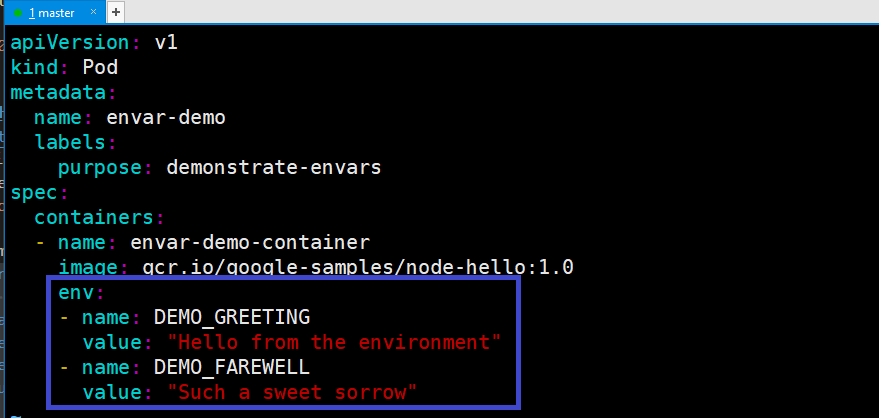 1 master × +
apiVersion: v1
kind: Pod
metadata:
  name: envar-demo
  labels:
    purpose: demonstrate-envars
spec:
  containers:
  - name: envar-demo-container
    image: gcr.io/google-samples/node-hello:1.0
    env:
    - name: DEMO_GREETING
      value: "Hello from the environment"
    - name: DEMO_FAREWELL
      value: "Such a sweet sorrow"
~